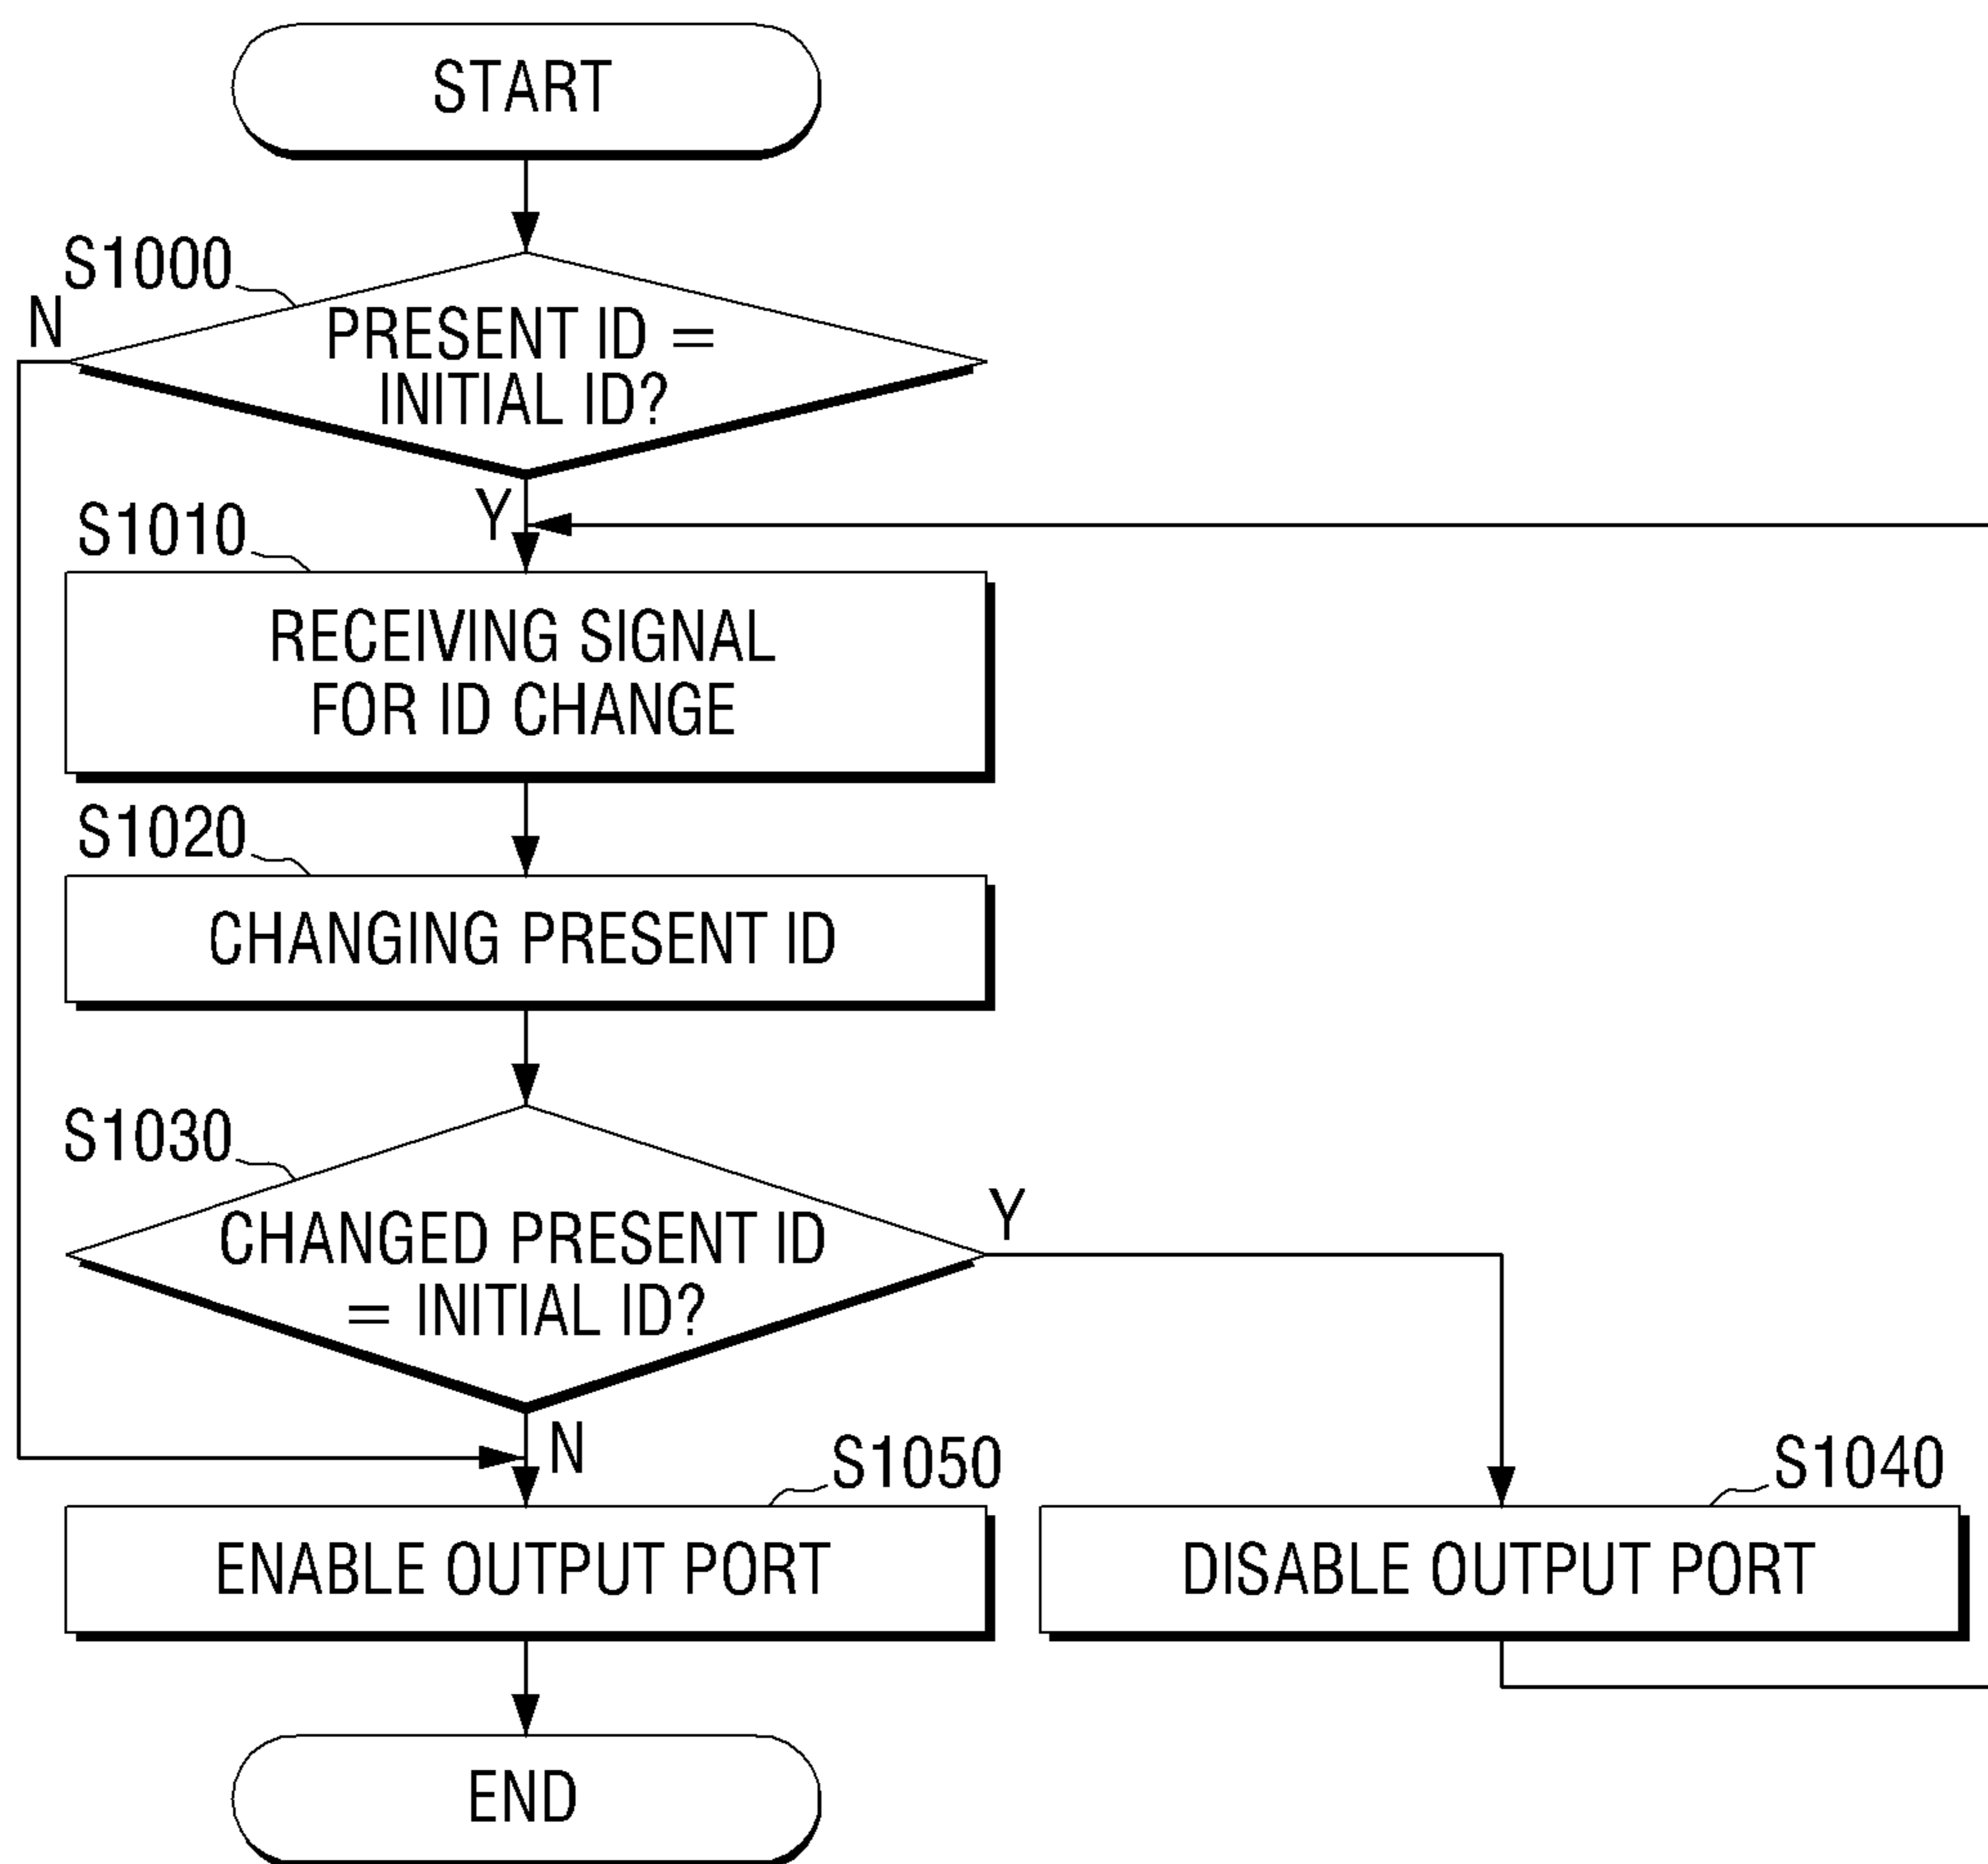 START
S1000
N
PRESENT ID =
INITIAL ID?
Y
S1010
RECEIVING SIGNAL
FOR ID CHANGE
S1020
CHANGING PRESENT ID
S1030
CHANGED PRESENT ID
= INITIAL ID?
Y
N
S1050
ENABLE OUTPUT PORT
S1040
DISABLE OUTPUT PORT
END